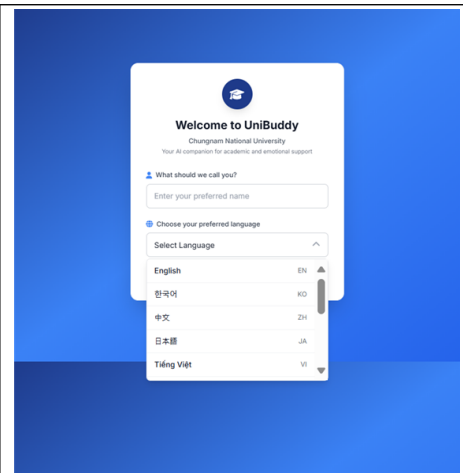 Welcome to UniBuddy
Chungnam National University
Your AI companion for academic and emotional support
What should we call you?
Enter your preferred name
Choose your preferred language
Select Language
English EN
한국어 KO
中文 ZH
日本語 JA
Tiếng Việt VI